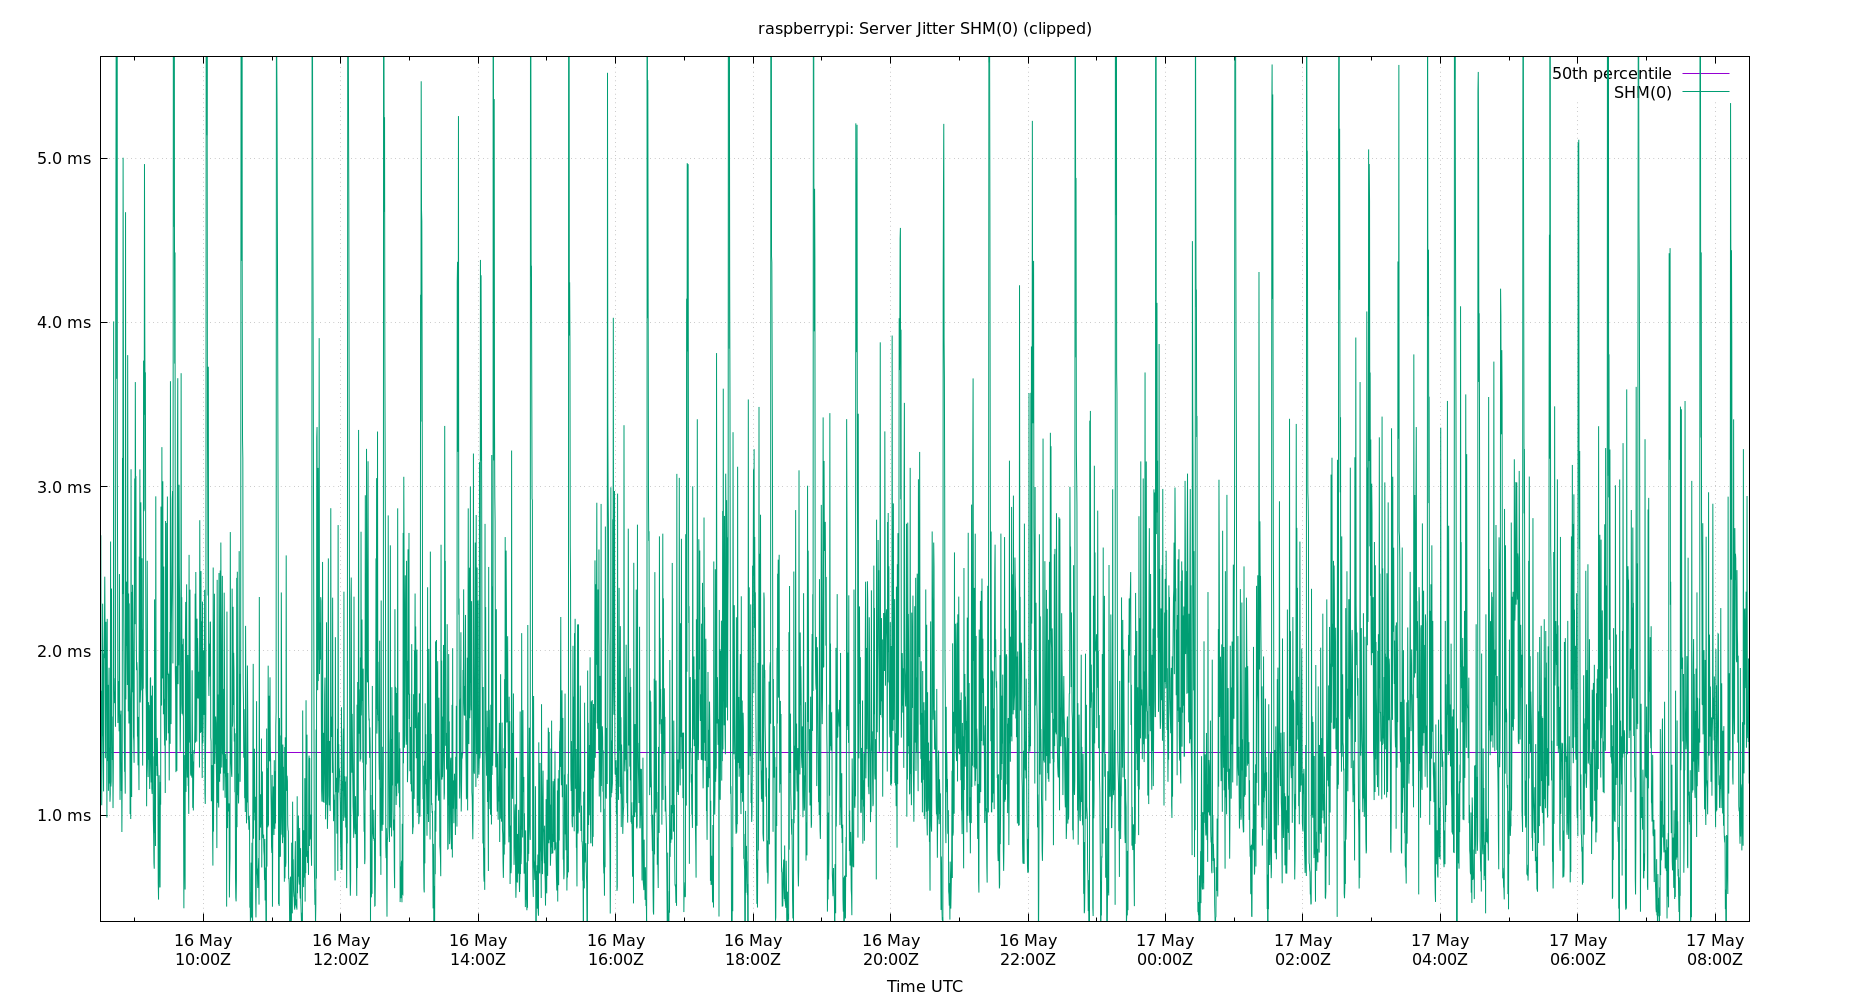 raspberrypi: Server Jitter SHM(0) (clipped)
50th percentile
SHM(0)
5.0 ms
4.0 ms
3.0 ms
2.0 ms
1.0 ms
16 May 16 May 16 May 16 May 16 May 16 May 16 May 17 May 17 May 17 May 17 May 17 May
10:00Z 12:00Z 14:00Z 16:00Z 18:00Z 20:00Z 22:00Z 00:00Z 02:00Z 04:00Z 06:00Z 08:00Z
Time UTC